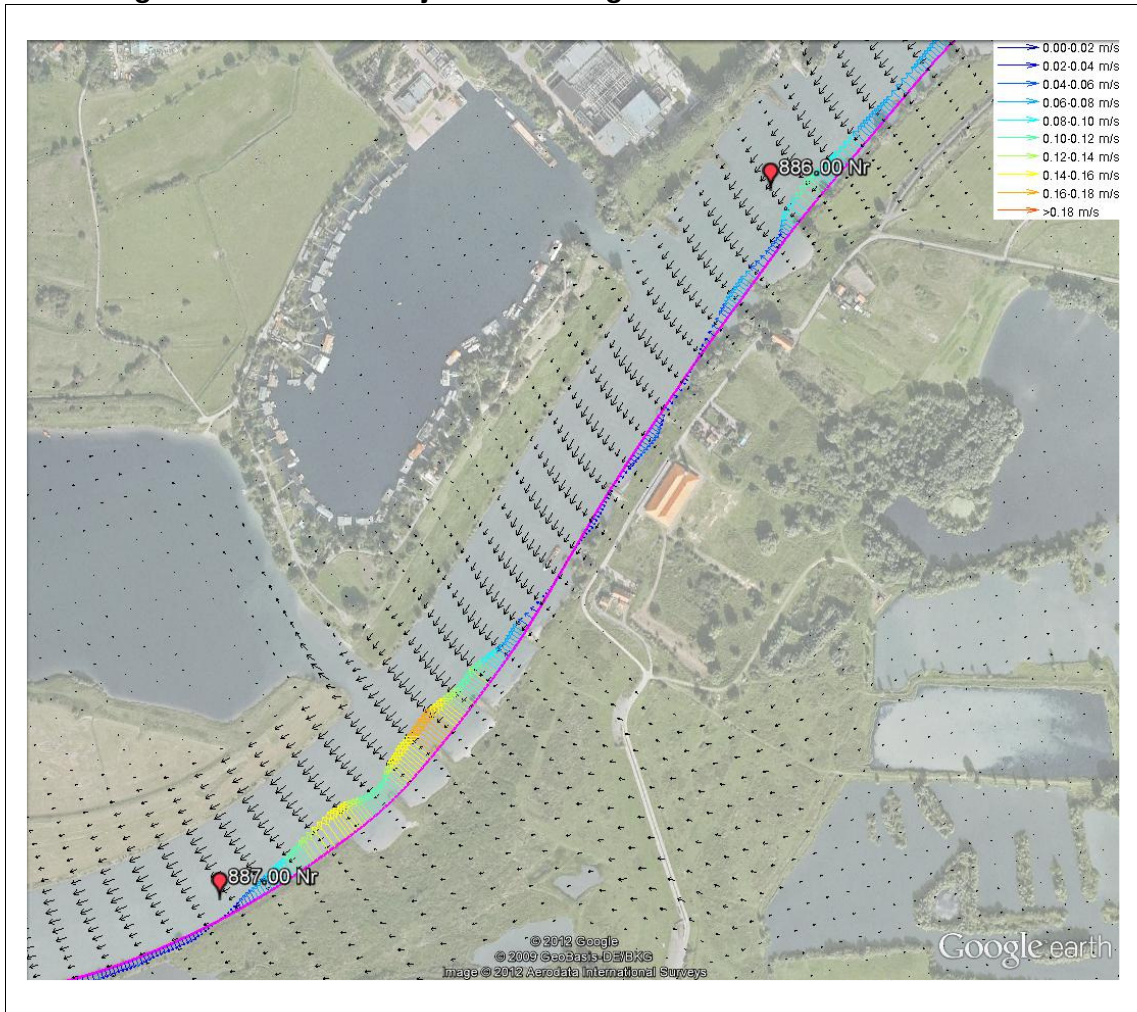 0.00-0.02 m/s
0.02-0.04 m/s
0.04-0.06 m/s
0.06-0.08 m/s
0.08-0.10 m/s
0.10-0.12 m/s
0.12-0.14 m/s
0.14-0.16 m/s
0.16-0.18 m/s
>0.18 m/s
886.00 Nr
887.00 Nr
© 2012 Google
© 2009 GeoBasis-DE/BKG
Image © 2012 Aerodata International Surveys
Google earth